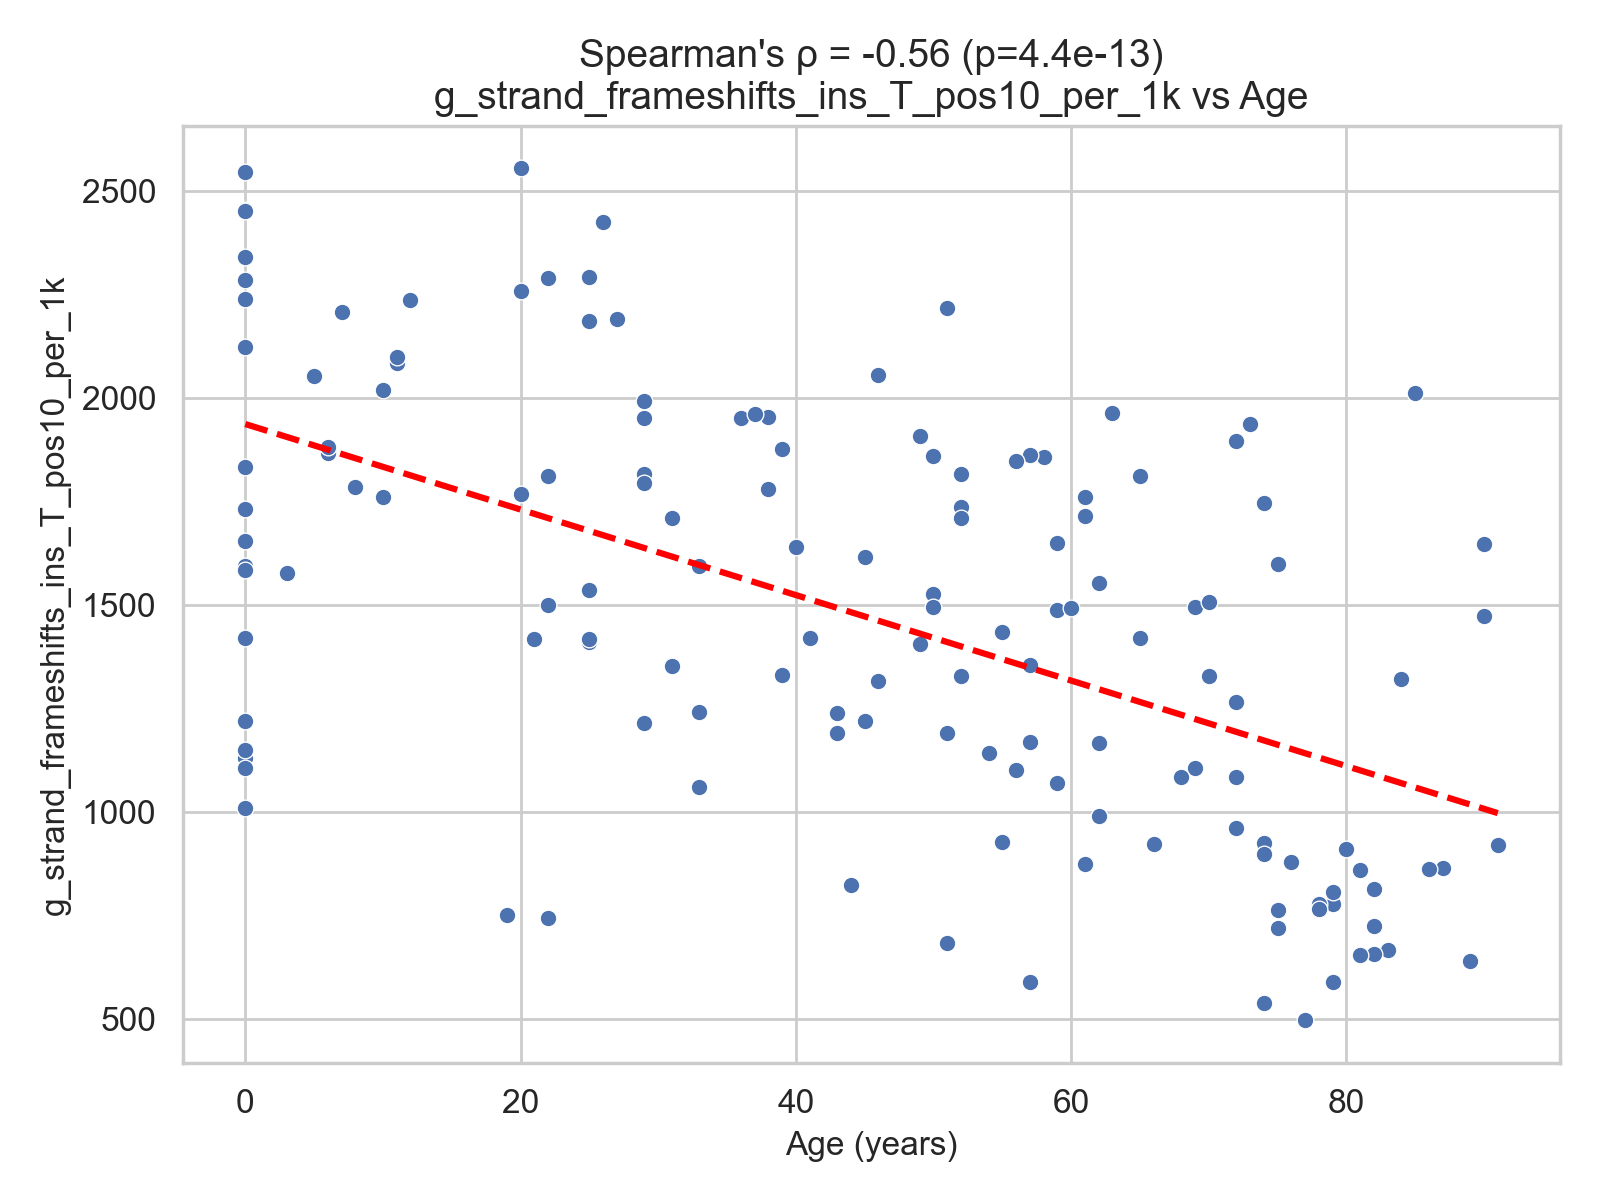 Spearman's ρ = -0.56 (p=4.4e-13)
g_strand_frameshifts_ins_T_pos10_per_1k vs Age
g_strand_frameshifts_ins_T_pos10_per_1k
2500
2000
1500
1000
500
0 20 40 60 80
Age (years)